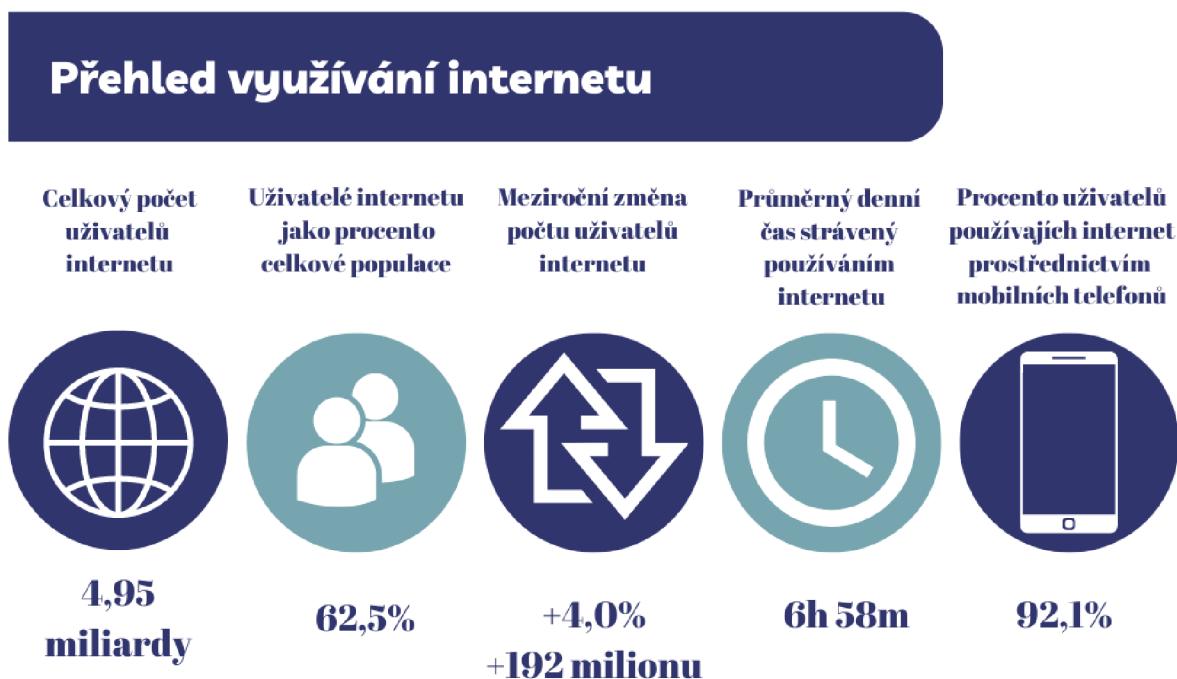 Přehled využívání internetu
Celkový počet
uživatelů
internetu
Uživatelé internetu
jako procento
celkové populace
Meziroční změna
počtu uživatelů
internetu
Průměrný denní
čas strávený
používáním
internetu
Procento uživatelů
používajích internet
prostřednictvím
mobilních telefonů
4,95
miliardy
62,5%
+4,0%
+192 milionu
6h 58m
92,1%